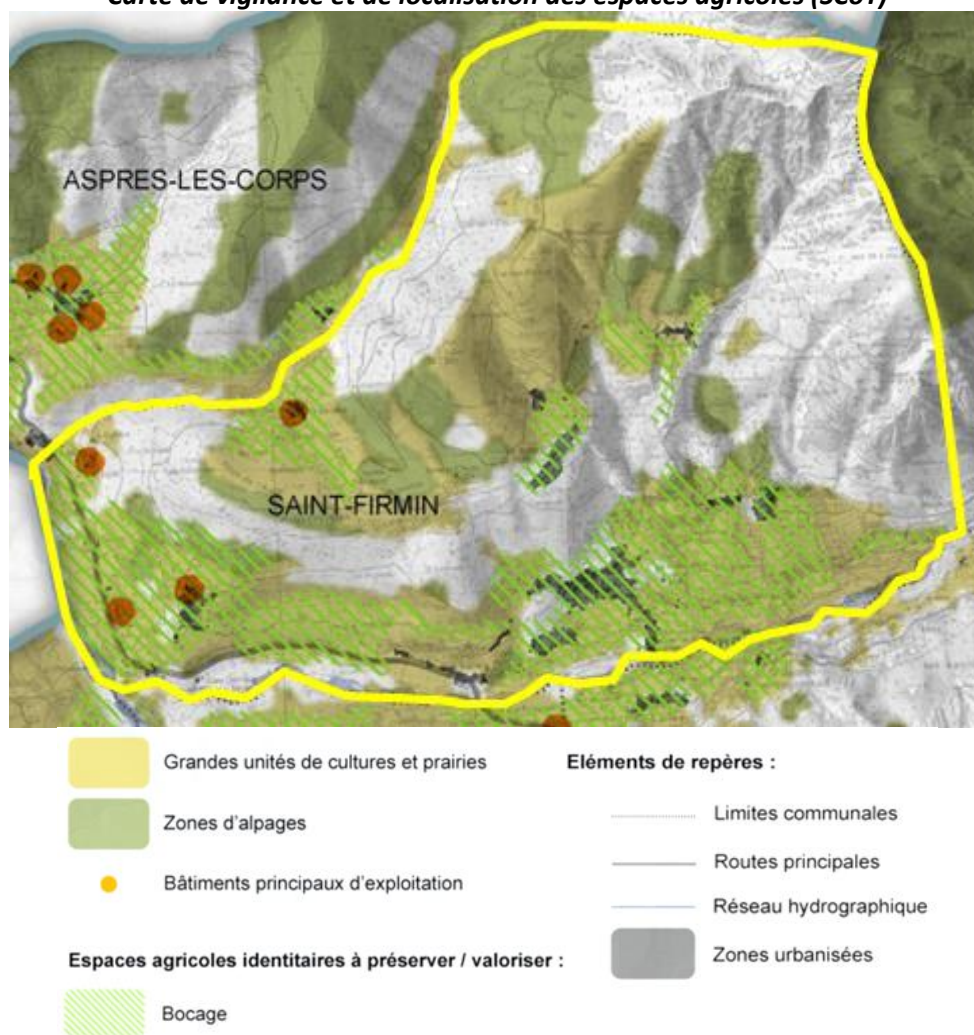 Carte de vigilance et de localisation des espaces agricoles (SCoT)
ASPRES-LES-CORPS
SAINT-FIRMIN
Grandes unités de cultures et prairies
Zones d'alpages
Bâtiments principaux d'exploitation
Espaces agricoles identitaires à préserver / valoriser :
Bocage
Eléments de repères :
Limites communales
Routes principales
Réseau hydrographique
Zones urbanisées